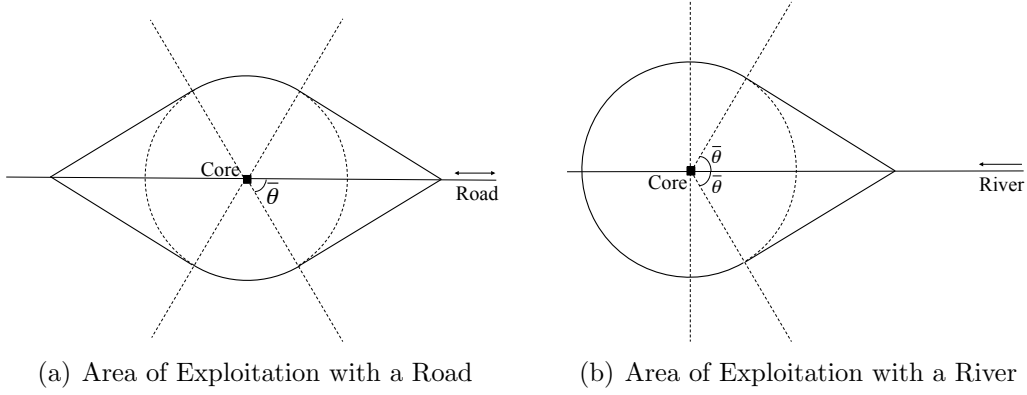 Core
θ̅
Road
(a) Area of Exploitation with a Road
θ̅
θ̅
Core
River
(b) Area of Exploitation with a River